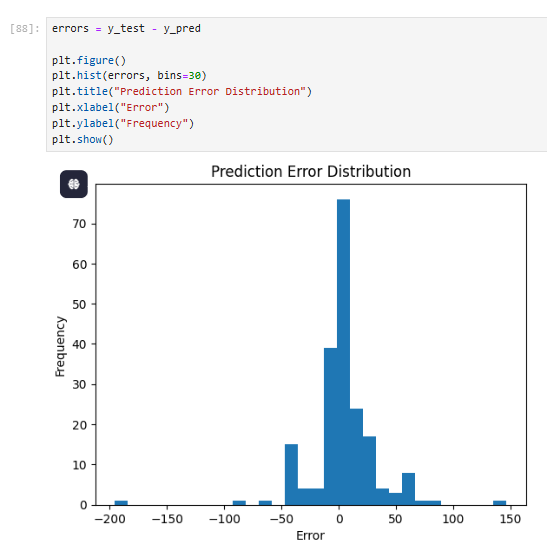 [88]:
errors = y_test - y_pred
plt.figure()
plt.hist(errors, bins=30)
plt.title("Prediction Error Distribution")
plt.xlabel("Error")
plt.ylabel("Frequency")
plt.show()
Prediction Error Distribution
Frequency
70
60
50
40
30
20
10
0
−200 −150 −100 −50 0 50 100 150
Error